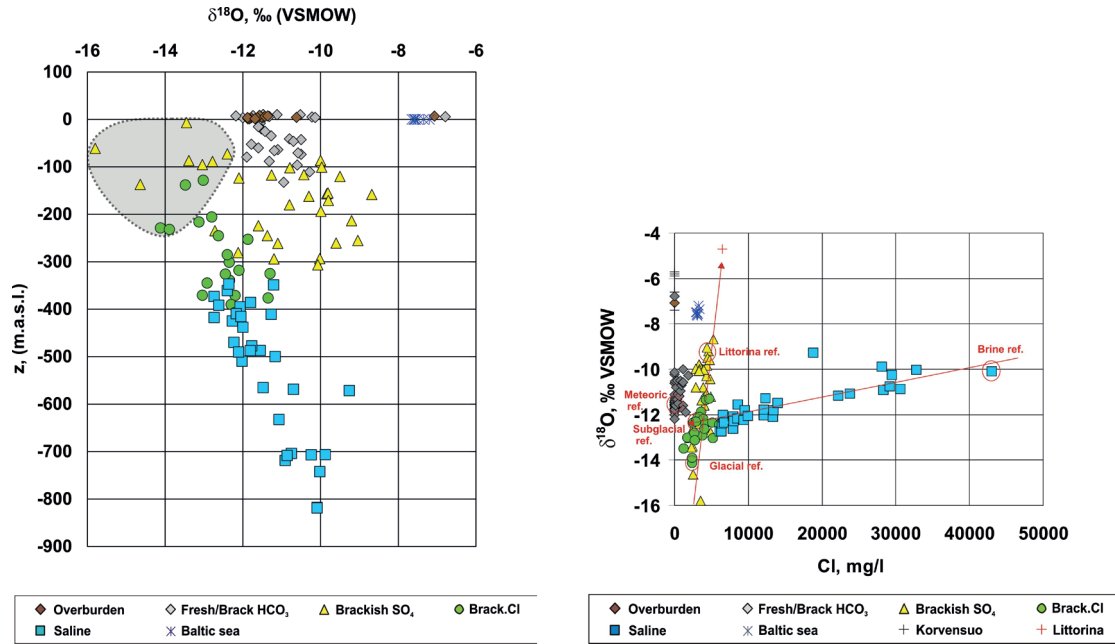 δ¹⁸O, ‰ (VSMOW)
-16 -14 -12 -10 -8 -6
100
0
-100
-200
-300
-400
-500
-600
-700
-800
-900
z, (m.a.s.l.)
Overburden Fresh/Brack HCO₃ Brackish SO₄ Brack.Cl
Saline Baltic sea
-4
-6
-8
-10
-12
-14
-16
δ¹⁸O, ‰ VSMOW
Littorina ref.
Brine ref.
Meteoric
ref.
Subglacial
ref.
Glacial ref.
0 10000 20000 30000 40000 50000
Cl, mg/l
Overburden Fresh/Brack HCO₃ Brackish SO₄ Brack.Cl
Saline Baltic sea Korvensuo Littorina